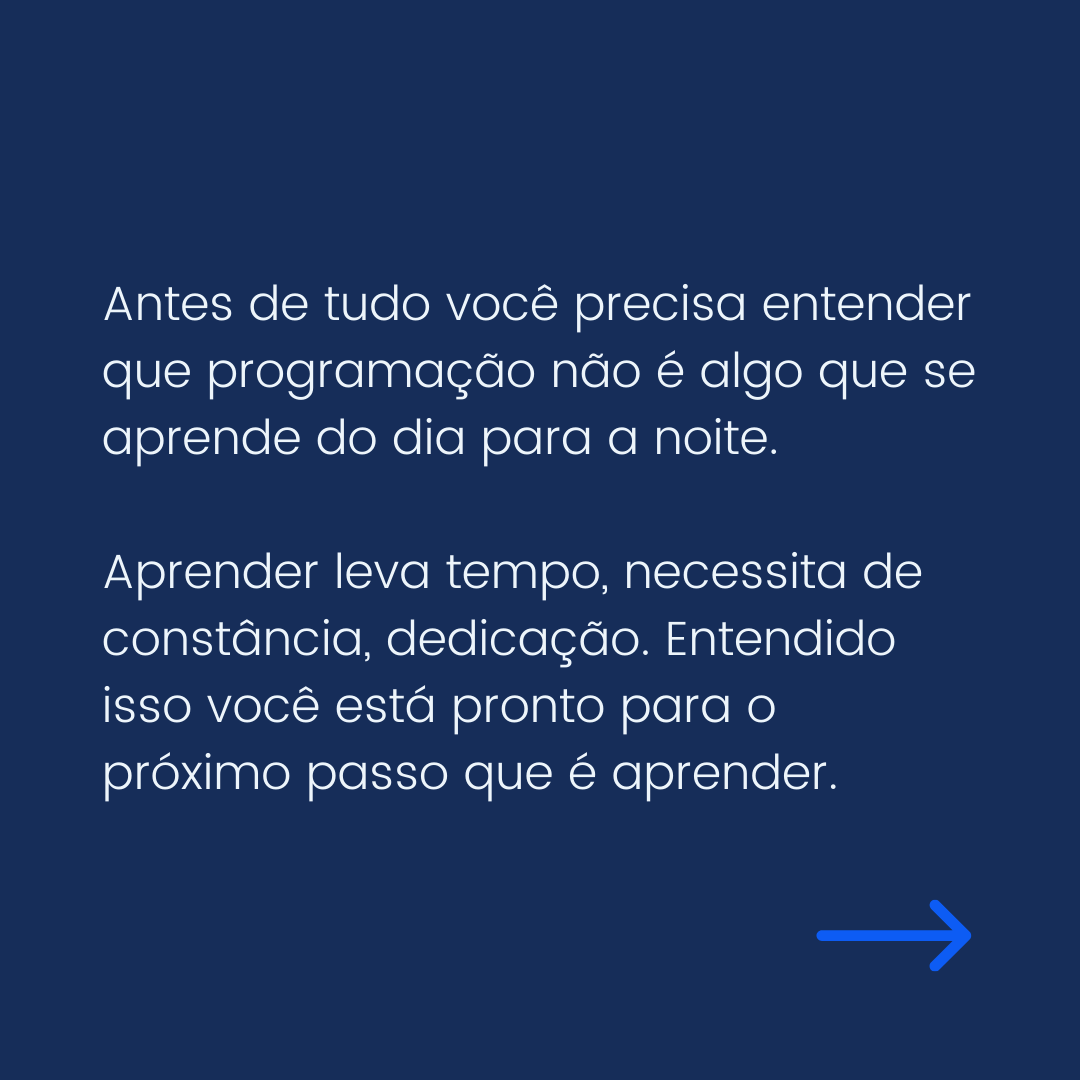 Antes de tudo você precisa entender
que programação não é algo que se
aprende do dia para a noite.
Aprender leva tempo, necessita de
constância, dedicação. Entendido
isso você está pronto para o
próximo passo que é aprender.